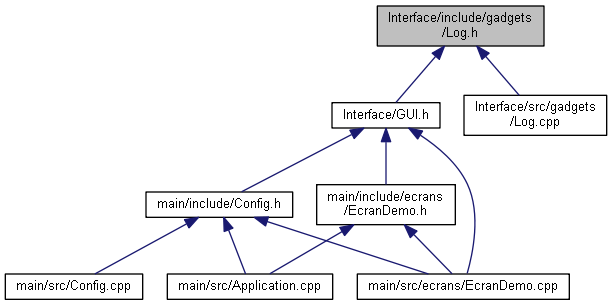 Interface/include/gadgets
/Log.h
Interface/GUI.h
Interface/src/gadgets
/Log.cpp
main/include/Config.h
main/include/ecrans
/EcranDemo.h
main/src/Config.cpp
main/src/Application.cpp
main/src/ecrans/EcranDemo.cpp